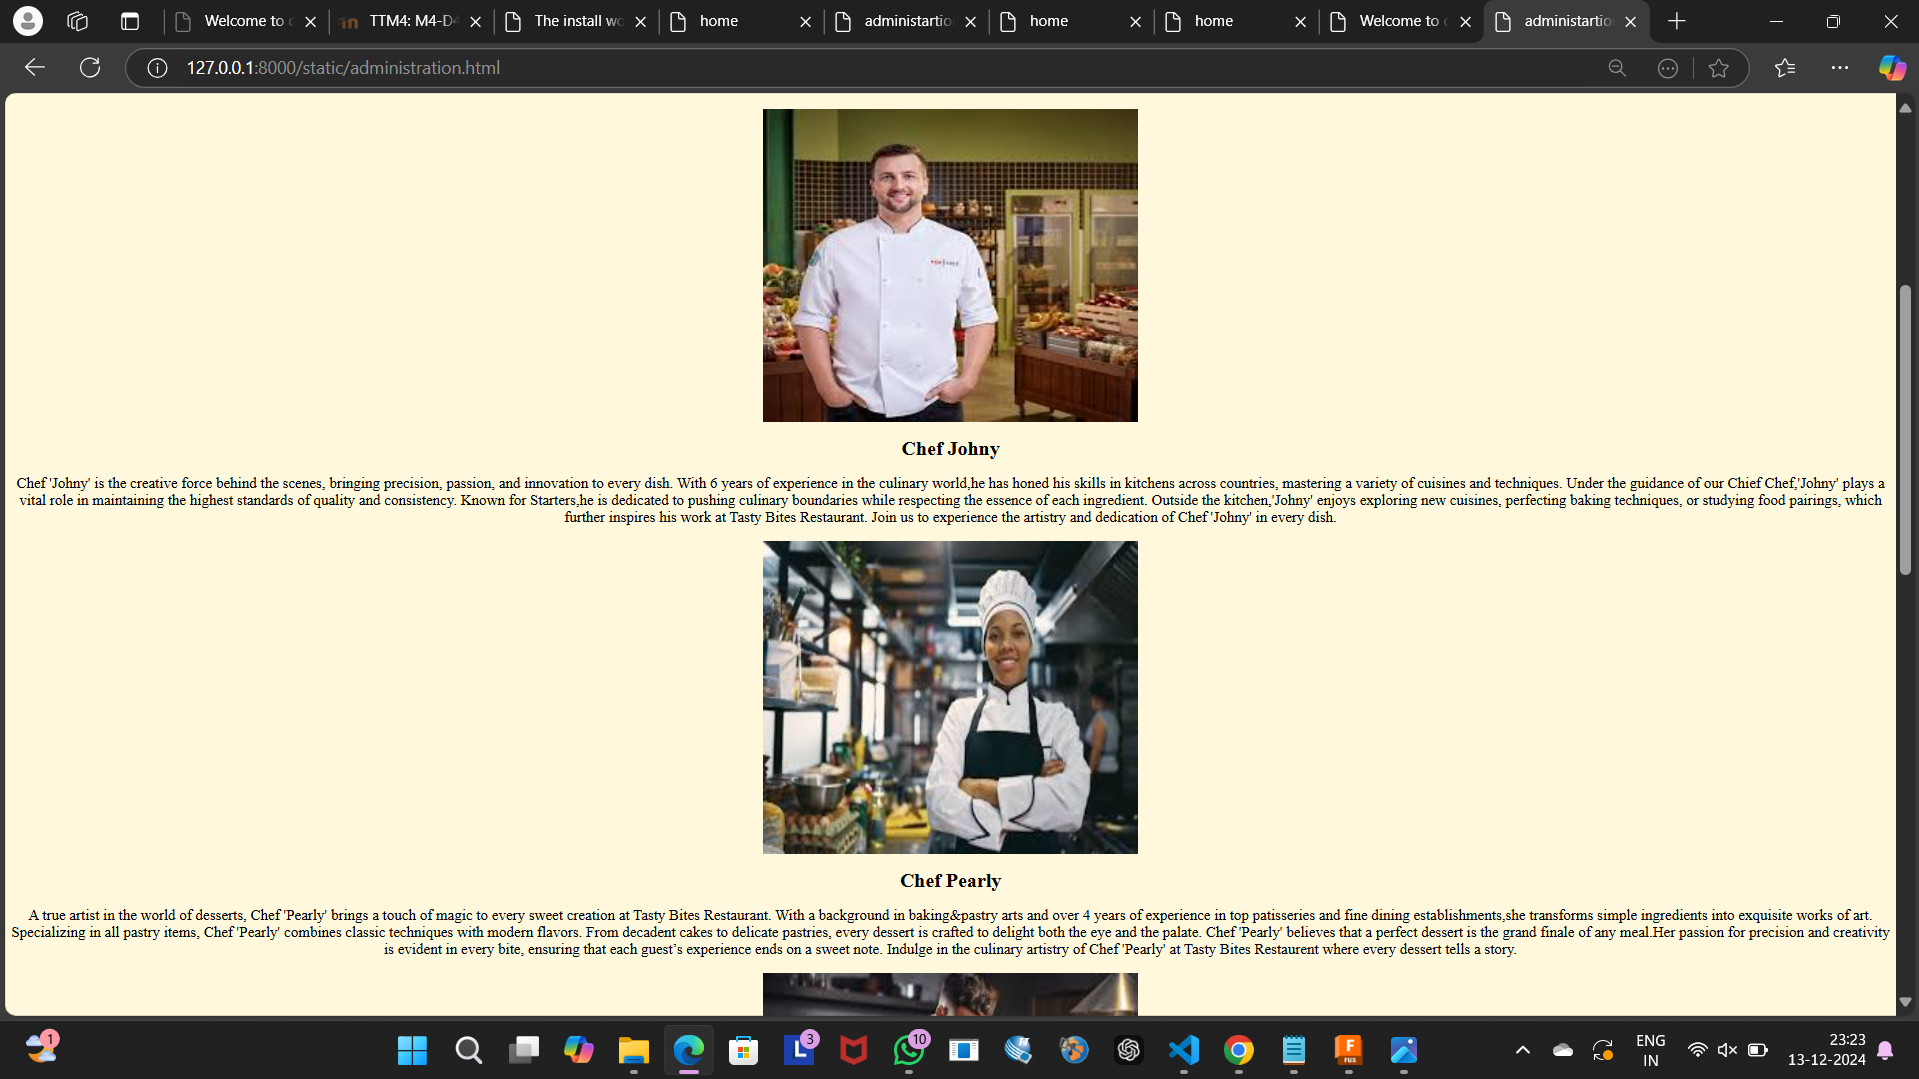 Welcome to c
TTM4: M4-D4
The install wo
home
administartio
home
home
Welcome to c
administartio
127.0.0.1:8000/static/administration.html
Chef Johny
Chef 'Johny' is the creative force behind the scenes, bringing precision, passion, and innovation to every dish. With 6 years of experience in the culinary world,he has honed his skills in kitchens across countries, mastering a variety of cuisines and techniques. Under the guidance of our Chief Chef,'Johny' plays a
vital role in maintaining the highest standards of quality and consistency. Known for Starters,he is dedicated to pushing culinary boundaries while respecting the essence of each ingredient. Outside the kitchen,'Johny' enjoys exploring new cuisines, perfecting baking techniques, or studying food pairings, which
further inspires his work at Tasty Bites Restaurant. Join us to experience the artistry and dedication of Chef 'Johny' in every dish.
Chef Pearly
A true artist in the world of desserts, Chef 'Pearly' brings a touch of magic to every sweet creation at Tasty Bites Restaurant. With a background in baking&pastry arts and over 4 years of experience in top patisseries and fine dining establishments,she transforms simple ingredients into exquisite works of art.
Specializing in all pastry items, Chef 'Pearly' combines classic techniques with modern flavors. From decadent cakes to delicate pastries, every dessert is crafted to delight both the eye and the palate. Chef 'Pearly' believes that a perfect dessert is the grand finale of any meal.Her passion for precision and creativity
is evident in every bite, ensuring that each guest’s experience ends on a sweet note. Indulge in the culinary artistry of Chef 'Pearly' at Tasty Bites Restaurent where every dessert tells a story.
1
L
3
10
F
FUS
ENG
IN
23:23
13-12-2024